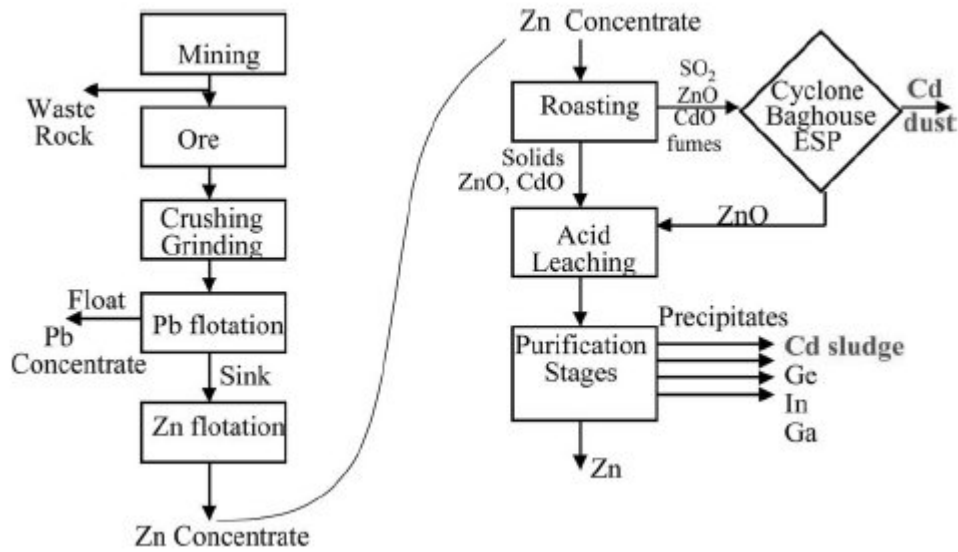 Mining
Waste
Rock
Ore
Crushing
Grinding
Float
Pb flotation
Pb
Concentrate
Sink
Zn flotation
Zn Concentrate
Zn Concentrate
Roasting
SO2
ZnO
CdO
fumes
Cyclone
Baghouse
ESP
Cd
dust
Solids
ZnO, CdO
ZnO
Acid
Leaching
Purification
Stages
Precipitates
Cd sludge
Ge
In
Ga
Zn